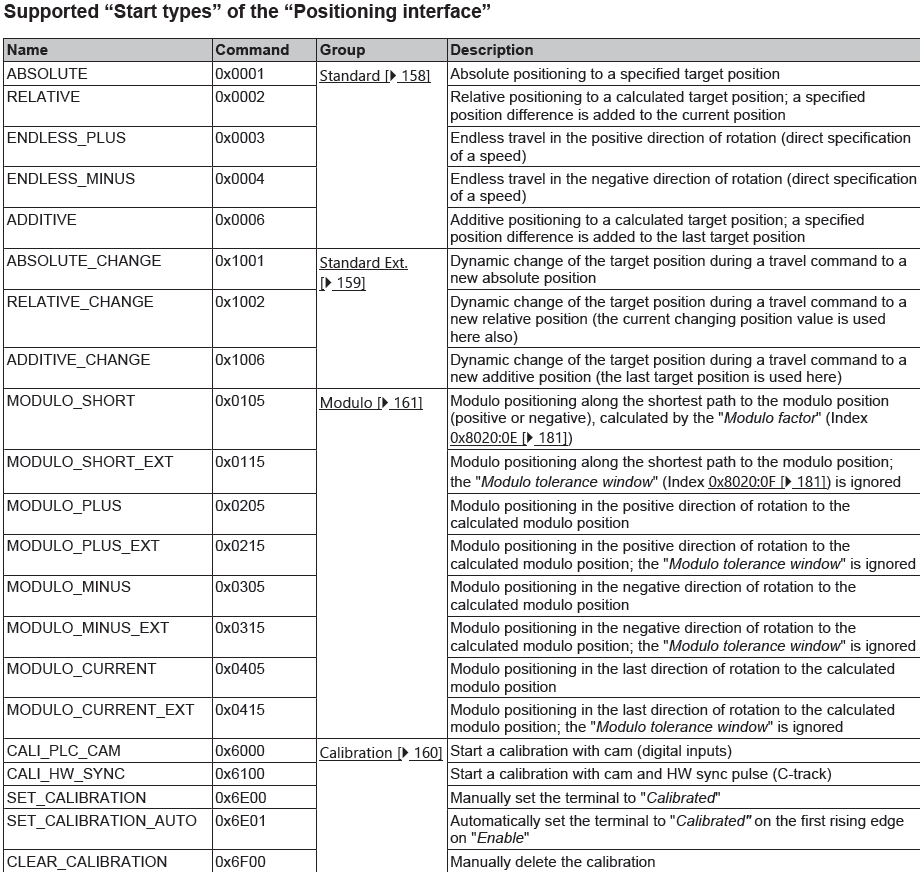 Supported “Start types” of the “Positioning interface”
Name Command Group Description
ABSOLUTE 0x0001 Standard [▶ 158] Absolute positioning to a specified target position
RELATIVE 0x0002 Relative positioning to a calculated target position; a specified
position difference is added to the current position
ENDLESS_PLUS 0x0003 Endless travel in the positive direction of rotation (direct specification
of a speed)
ENDLESS_MINUS 0x0004 Endless travel in the negative direction of rotation (direct specification
of a speed)
ADDITIVE 0x0006 Additive positioning to a calculated target position; a specified
position difference is added to the last target position
ABSOLUTE_CHANGE 0x1001 Standard Ext. Dynamic change of the target position during a travel command to a
[▶ 159] new absolute position
RELATIVE_CHANGE 0x1002 Dynamic change of the target position during a travel command to a
new relative position (the current changing position value is used
here also)
ADDITIVE_CHANGE 0x1006 Dynamic change of the target position during a travel command to a
new additive position (the last target position is used here)
MODULO_SHORT 0x0105 Modulo [▶ 161] Modulo positioning along the shortest path to the modulo position
(positive or negative), calculated by the "Modulo factor" (Index
0x8020:0E [▶ 181])
MODULO_SHORT_EXT 0x0115 Modulo positioning along the shortest path to the modulo position;
the "Modulo tolerance window" (Index 0x8020:0F [▶ 181]) is ignored
MODULO_PLUS 0x0205 Modulo positioning in the positive direction of rotation to the
calculated modulo position
MODULO_PLUS_EXT 0x0215 Modulo positioning in the positive direction of rotation to the
calculated modulo position; the "Modulo tolerance window" is ignored
MODULO_MINUS 0x0305 Modulo positioning in the negative direction of rotation to the
calculated modulo position
MODULO_MINUS_EXT 0x0315 Modulo positioning in the negative direction of rotation to the
calculated modulo position; the "Modulo tolerance window" is ignored
MODULO_CURRENT 0x0405 Modulo positioning in the last direction of rotation to the calculated
modulo position
MODULO_CURRENT_EXT 0x0415 Modulo positioning in the last direction of rotation to the calculated
modulo position; the "Modulo tolerance window" is ignored
CALI_PLC_CAM 0x6000 Calibration [▶ 160] Start a calibration with cam (digital inputs)
CALI_HW_SYNC 0x6100 Start a calibration with cam and HW sync pulse (C-track)
SET_CALIBRATION 0x6E00 Manually set the terminal to "Calibrated"
SET_CALIBRATION_AUTO 0x6E01 Automatically set the terminal to "Calibrated" on the first rising edge
on "Enable"
CLEAR_CALIBRATION 0x6F00 Manually delete the calibration